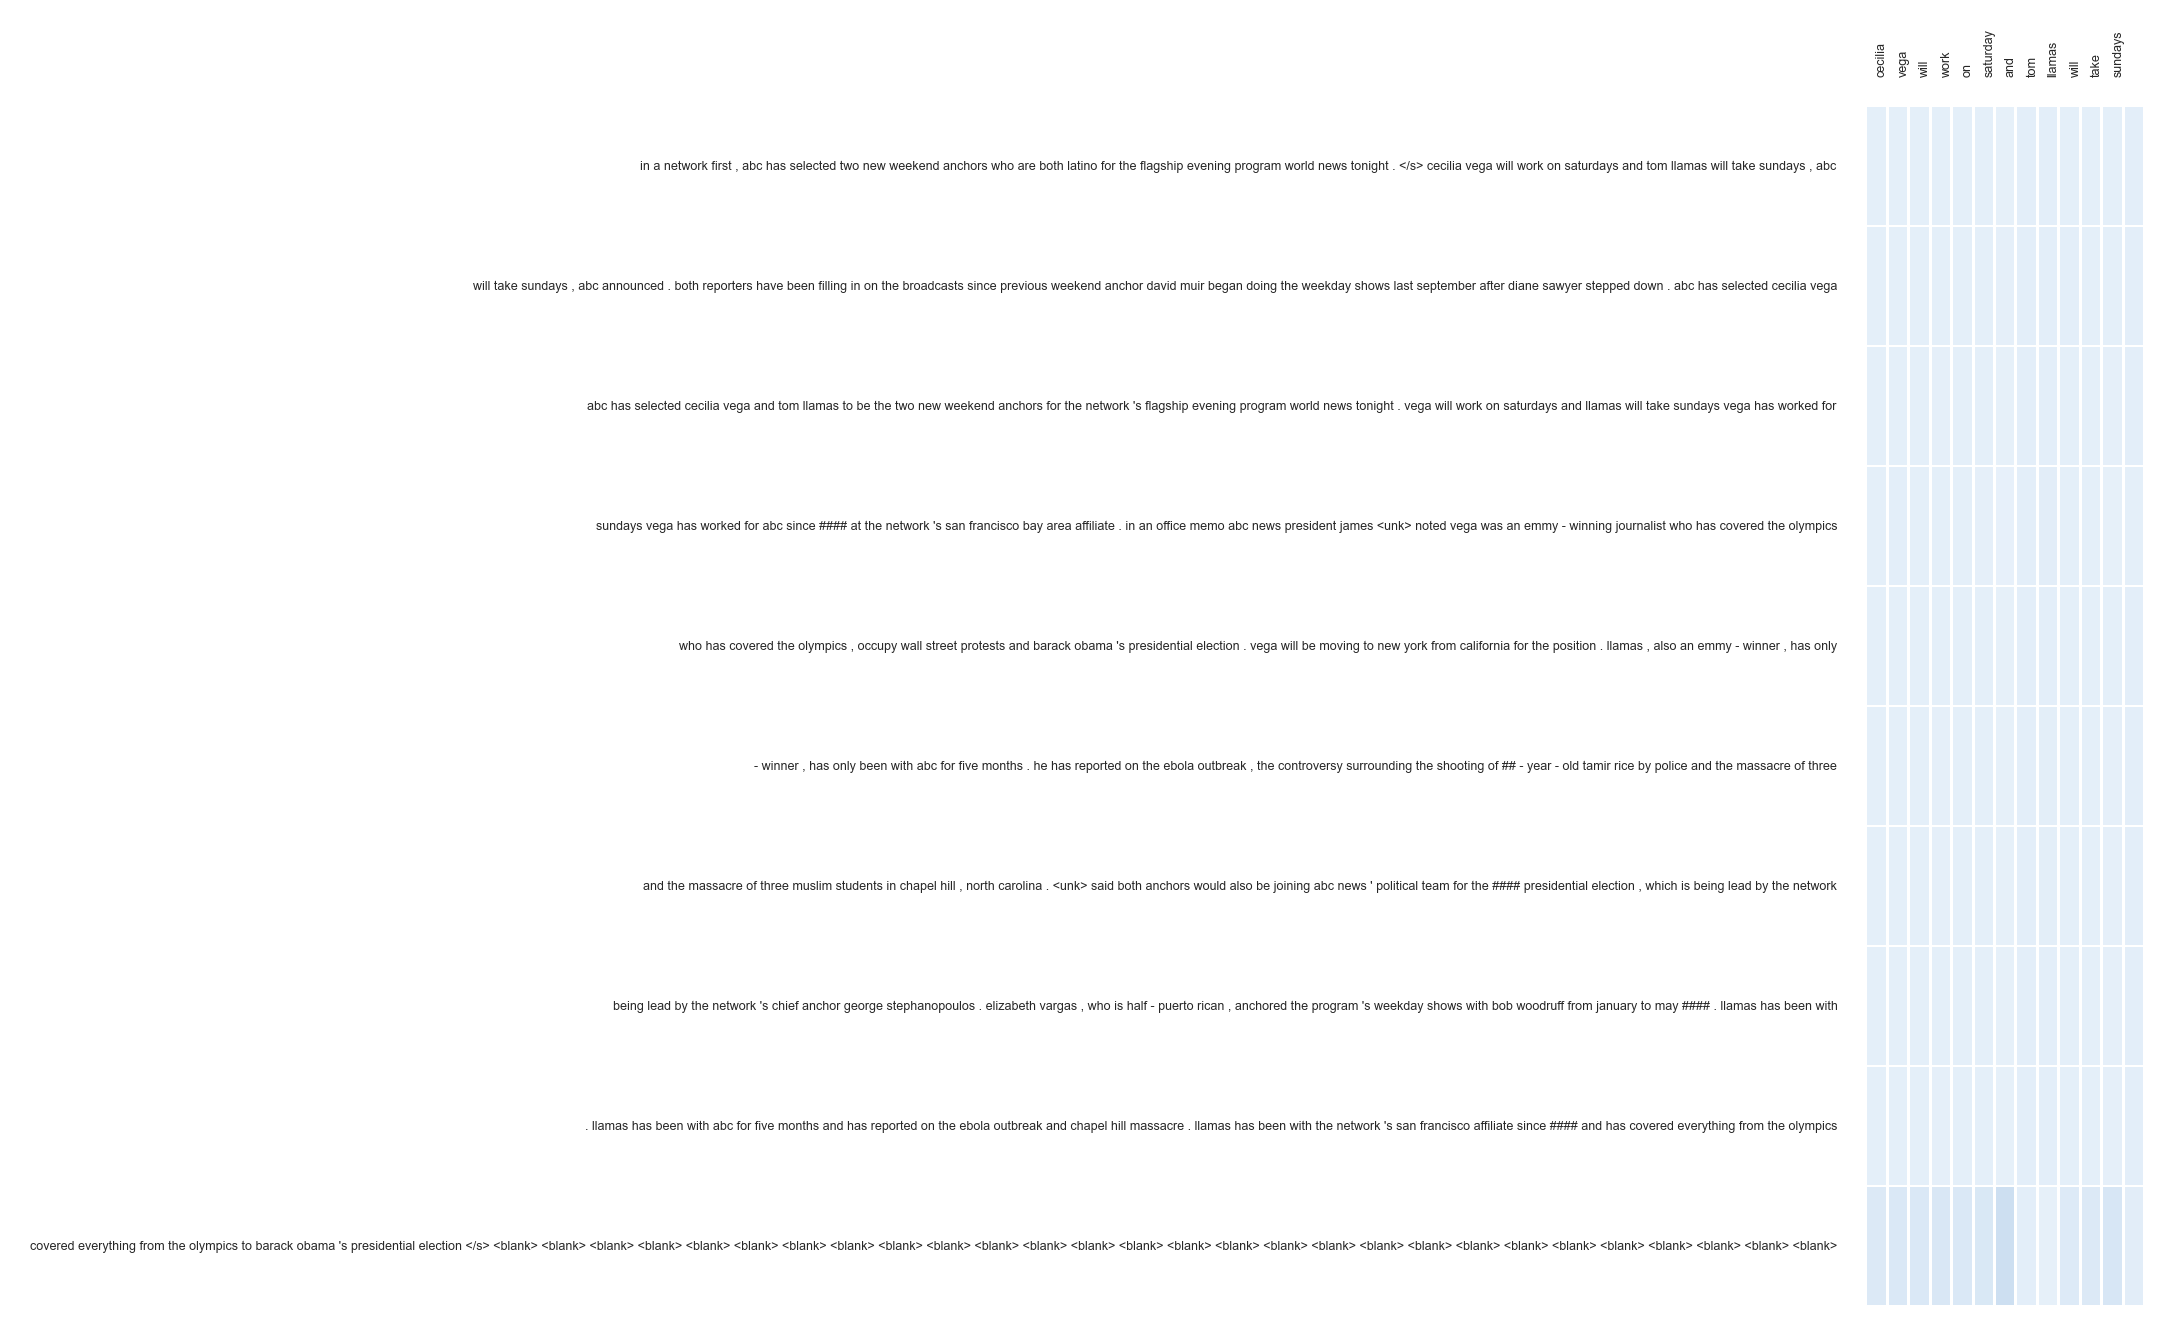 cecilia
vega
will
work
on
saturday
and
tom
llamas
will
take
sundays
in a network first , abc has selected two new weekend anchors who are both latino for the flagship evening program world news tonight . </s> cecilia vega will work on saturdays and tom llamas will take sundays , abc
will take sundays , abc announced . both reporters have been filling in on the broadcasts since previous weekend anchor david muir began doing the weekday shows last september after diane sawyer stepped down . abc has selected cecilia vega
abc has selected cecilia vega and tom llamas to be the two new weekend anchors for the network 's flagship evening program world news tonight . vega will work on saturdays and llamas will take sundays vega has worked for
sundays vega has worked for abc since #### at the network 's san francisco bay area affiliate . in an office memo abc news president james <unk> noted vega was an emmy - winning journalist who has covered the olympics
who has covered the olympics , occupy wall street protests and barack obama 's presidential election . vega will be moving to new york from california for the position . llamas , also an emmy - winner , has only
- winner , has only been with abc for five months . he has reported on the ebola outbreak , the controversy surrounding the shooting of ## - year - old tamir rice by police and the massacre of three
and the massacre of three muslim students in chapel hill , north carolina . <unk> said both anchors would also be joining abc news ' political team for the #### presidential election , which is being lead by the network
being lead by the network 's chief anchor george stephanopoulos . elizabeth vargas , who is half - puerto rican , anchored the program 's weekday shows with bob woodruff from january to may #### . llamas has been with
. llamas has been with abc for five months and has reported on the ebola outbreak and chapel hill massacre . llamas has been with the network 's san francisco affiliate since #### and has covered everything from the olympics
covered everything from the olympics to barack obama 's presidential election </s> <blank> <blank> <blank> <blank> <blank> <blank> <blank> <blank> <blank> <blank> <blank> <blank> <blank> <blank> <blank> <blank> <blank> <blank> <blank> <blank> <blank> <blank> <blank> <blank> <blank> <blank> <blank> <blank>